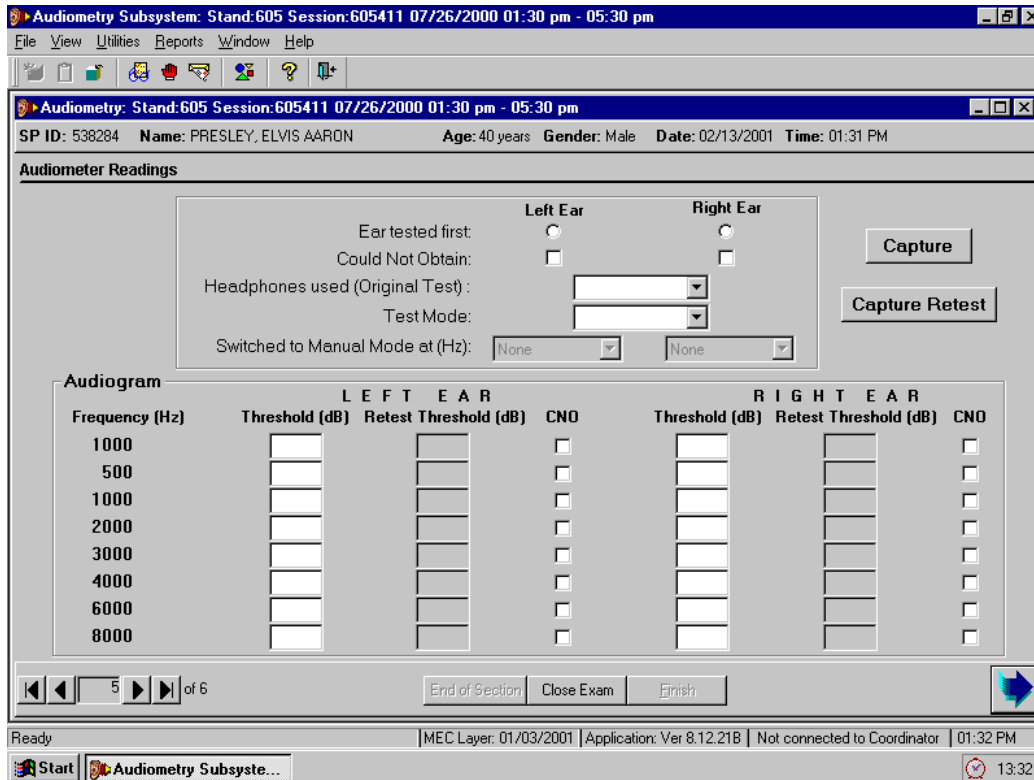 Audiometry Subsystem: Stand:605 Session:605411 07/26/2000 01:30 pm - 05:30 pm
File View Utilities Reports Window Help
Audiometry: Stand:605 Session:605411 07/26/2000 01:30 pm - 05:30 pm
SP ID: 538284 Name: PRESLEY, ELVIS AARON Age: 40 years Gender: Male Date: 02/13/2001 Time: 01:31 PM
Audiometer Readings
Left Ear Right Ear
Ear tested first:
Could Not Obtain:
Headphones used (Original Test) :
Test Mode:
Switched to Manual Mode at (Hz): None None
Capture
Capture Retest
Audiogram
LEFT EAR RIGHT EAR
Frequency (Hz) Threshold (dB) Retest Threshold (dB) CNO Threshold (dB) Retest Threshold (dB) CNO
1000
500
1000
2000
3000
4000
6000
8000
5 of 6 End of Section Close Exam Finish
Ready MEC Layer: 01/03/2001 Application: Ver 8.12.21B Not connected to Coordinator 01:32 PM
Start Audiometry Subsyste... 13:32